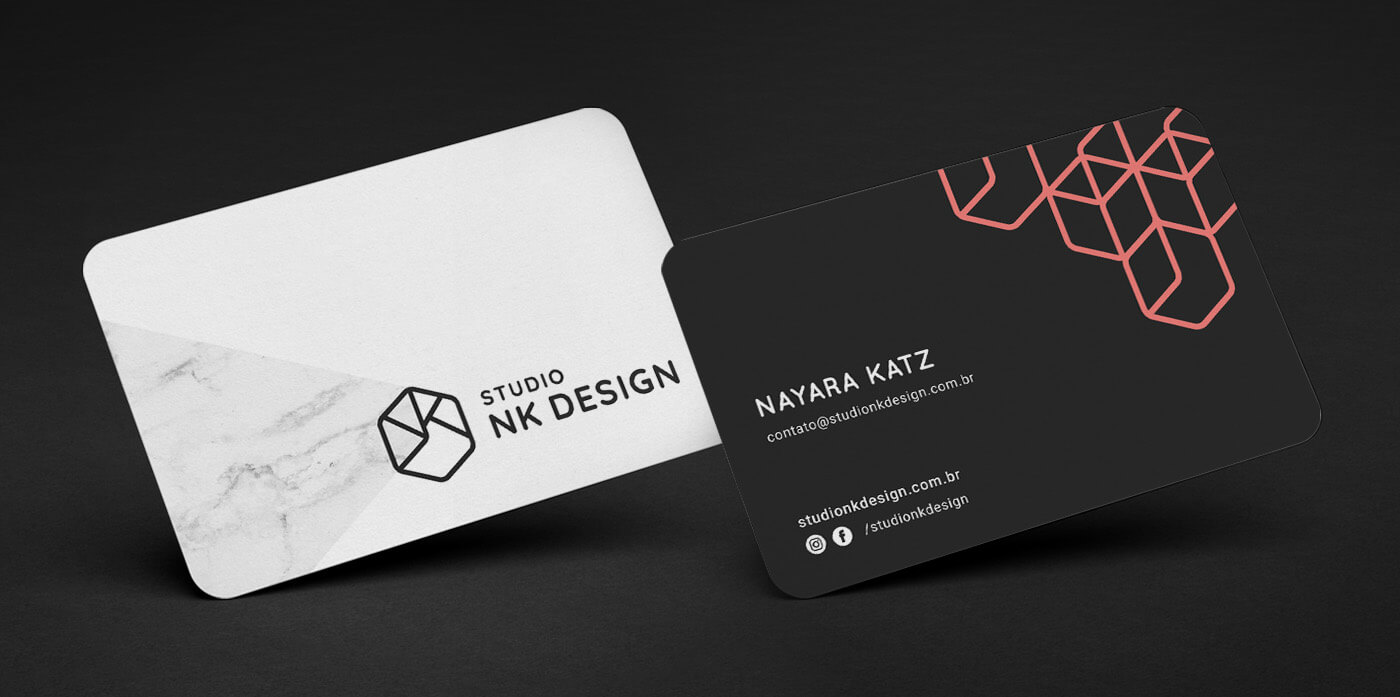 STUDIO
NK DESIGN
NAYARA KATZ
contato@studionkdesign.com.br
studionkdesign.com.br
/studionkdesign